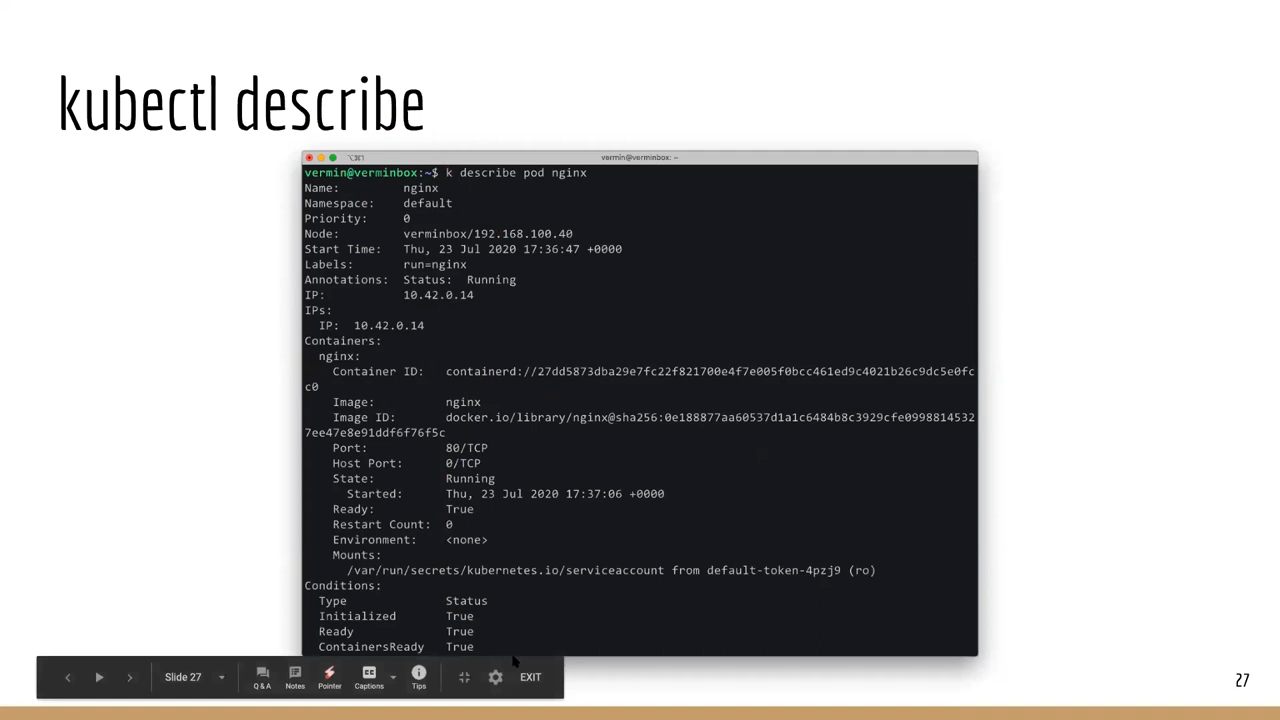 kubectl describe
vermin@verminbox: ~
vermin@verminbox:~$ k describe pod nginx
Name: nginx
Namespace: default
Priority: 0
Node: verminbox/192.168.100.40
Start Time: Thu, 23 Jul 2020 17:36:47 +0000
Labels: run=nginx
Annotations: Status: Running
IP: 10.42.0.14
IPs:
IP: 10.42.0.14
Containers:
nginx:
Container ID: containerd://27dd5873dba29e7fc22f821700e4f7e005f0bcc461ed9c4021b26c9dc5e0fc
c0
Image: nginx
Image ID: docker.io/library/nginx@sha256:0e188877aa60537d1a1c6484b8c3929cfe0998814532
7ee47e8e91ddf6f76f5c
Port: 80/TCP
Host Port: 0/TCP
State: Running
Started: Thu, 23 Jul 2020 17:37:06 +0000
Ready: True
Restart Count: 0
Environment: <none>
Mounts:
/var/run/secrets/kubernetes.io/serviceaccount from default-token-4pzj9 (ro)
Conditions:
Type Status
Initialized True
Ready True
ContainersReady True
Slide 27
Q & A
Notes
Pointer
Captions
Tips
EXIT
27